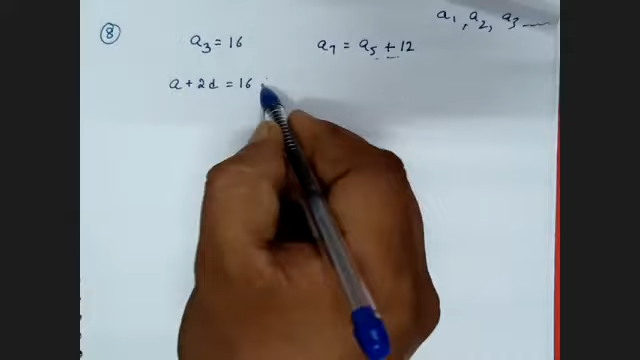 a₁, a₂, a₃ —
⑧ a₃ = 16 a₇ = a₅ + 12
a + 2d = 16